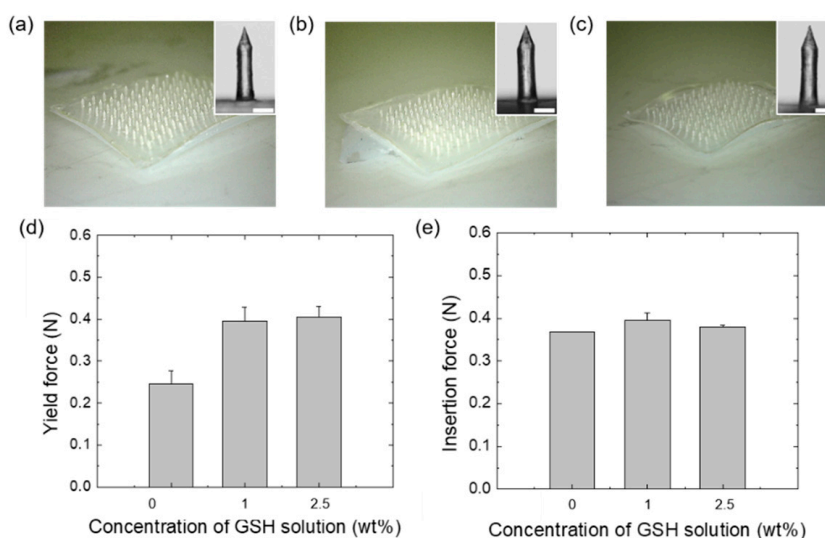 (a)
(b)
(c)
(d)
0.6
0.5
0.4
0.3
0.2
0.1
0.0
Yield force (N)
0 1 2.5
Concentration of GSH solution (wt%)
(e)
0.6
0.5
0.4
0.3
0.2
0.1
0.0
Insertion force (N)
0 1 2.5
Concentration of GSH solution (wt%)